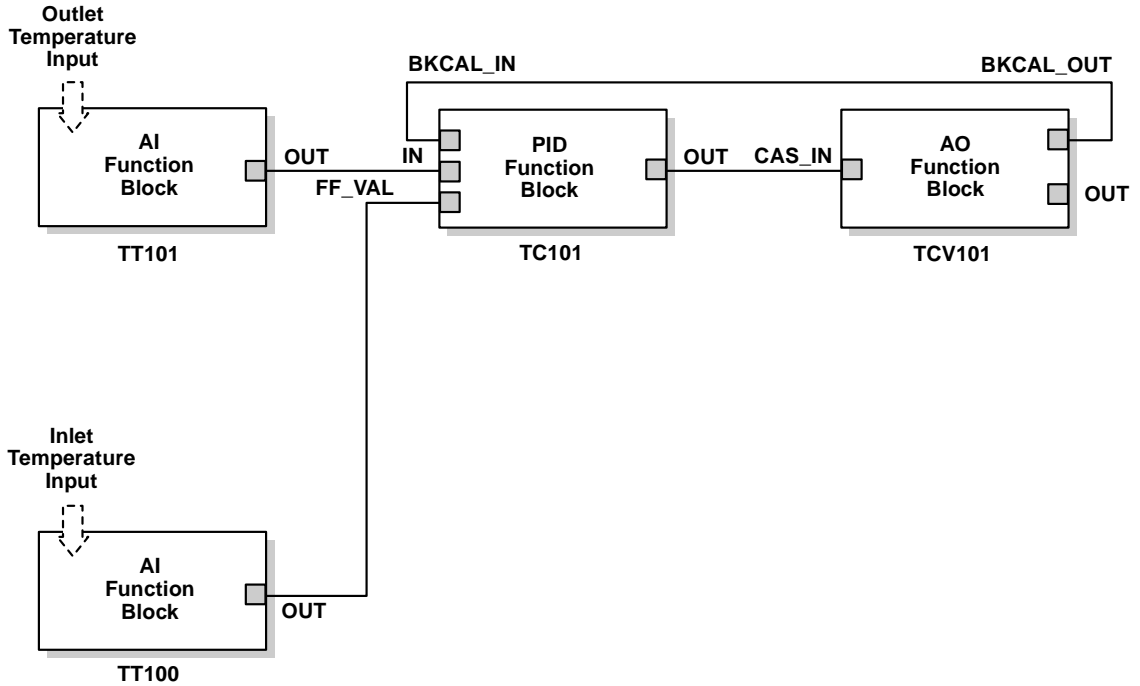 Outlet
Temperature
Input
BKCAL_IN
BKCAL_OUT
AI
Function
Block
OUT
IN
FF_VAL
PID
Function
Block
OUT
CAS_IN
AO
Function
Block
OUT
TT101
TC101
TCV101
Inlet
Temperature
Input
AI
Function
Block
OUT
TT100